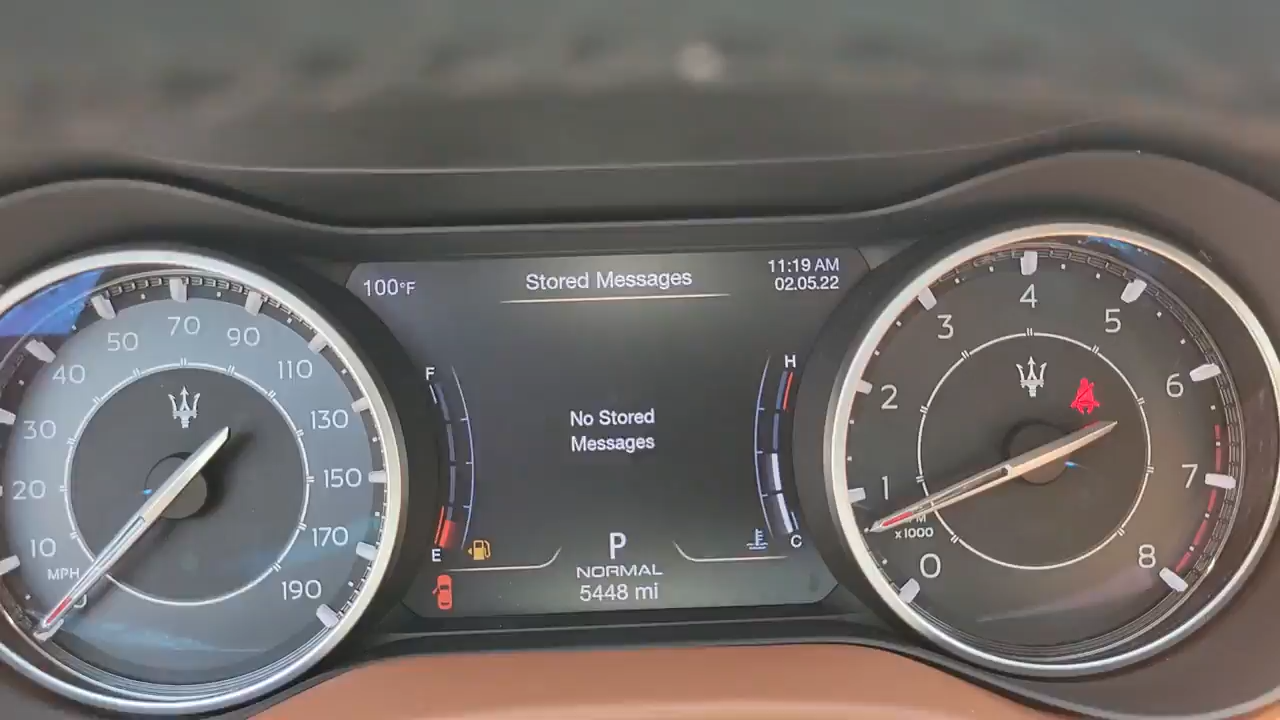 100°F
Stored Messages
11:19 AM
02.05.22
No Stored
Messages
F
E
H
C
P
NORMAL
5448 mi
10
20
30
40
50
70
90
110
130
150
170
190
MPH
0
1
2
3
4
5
6
7
8
x1000